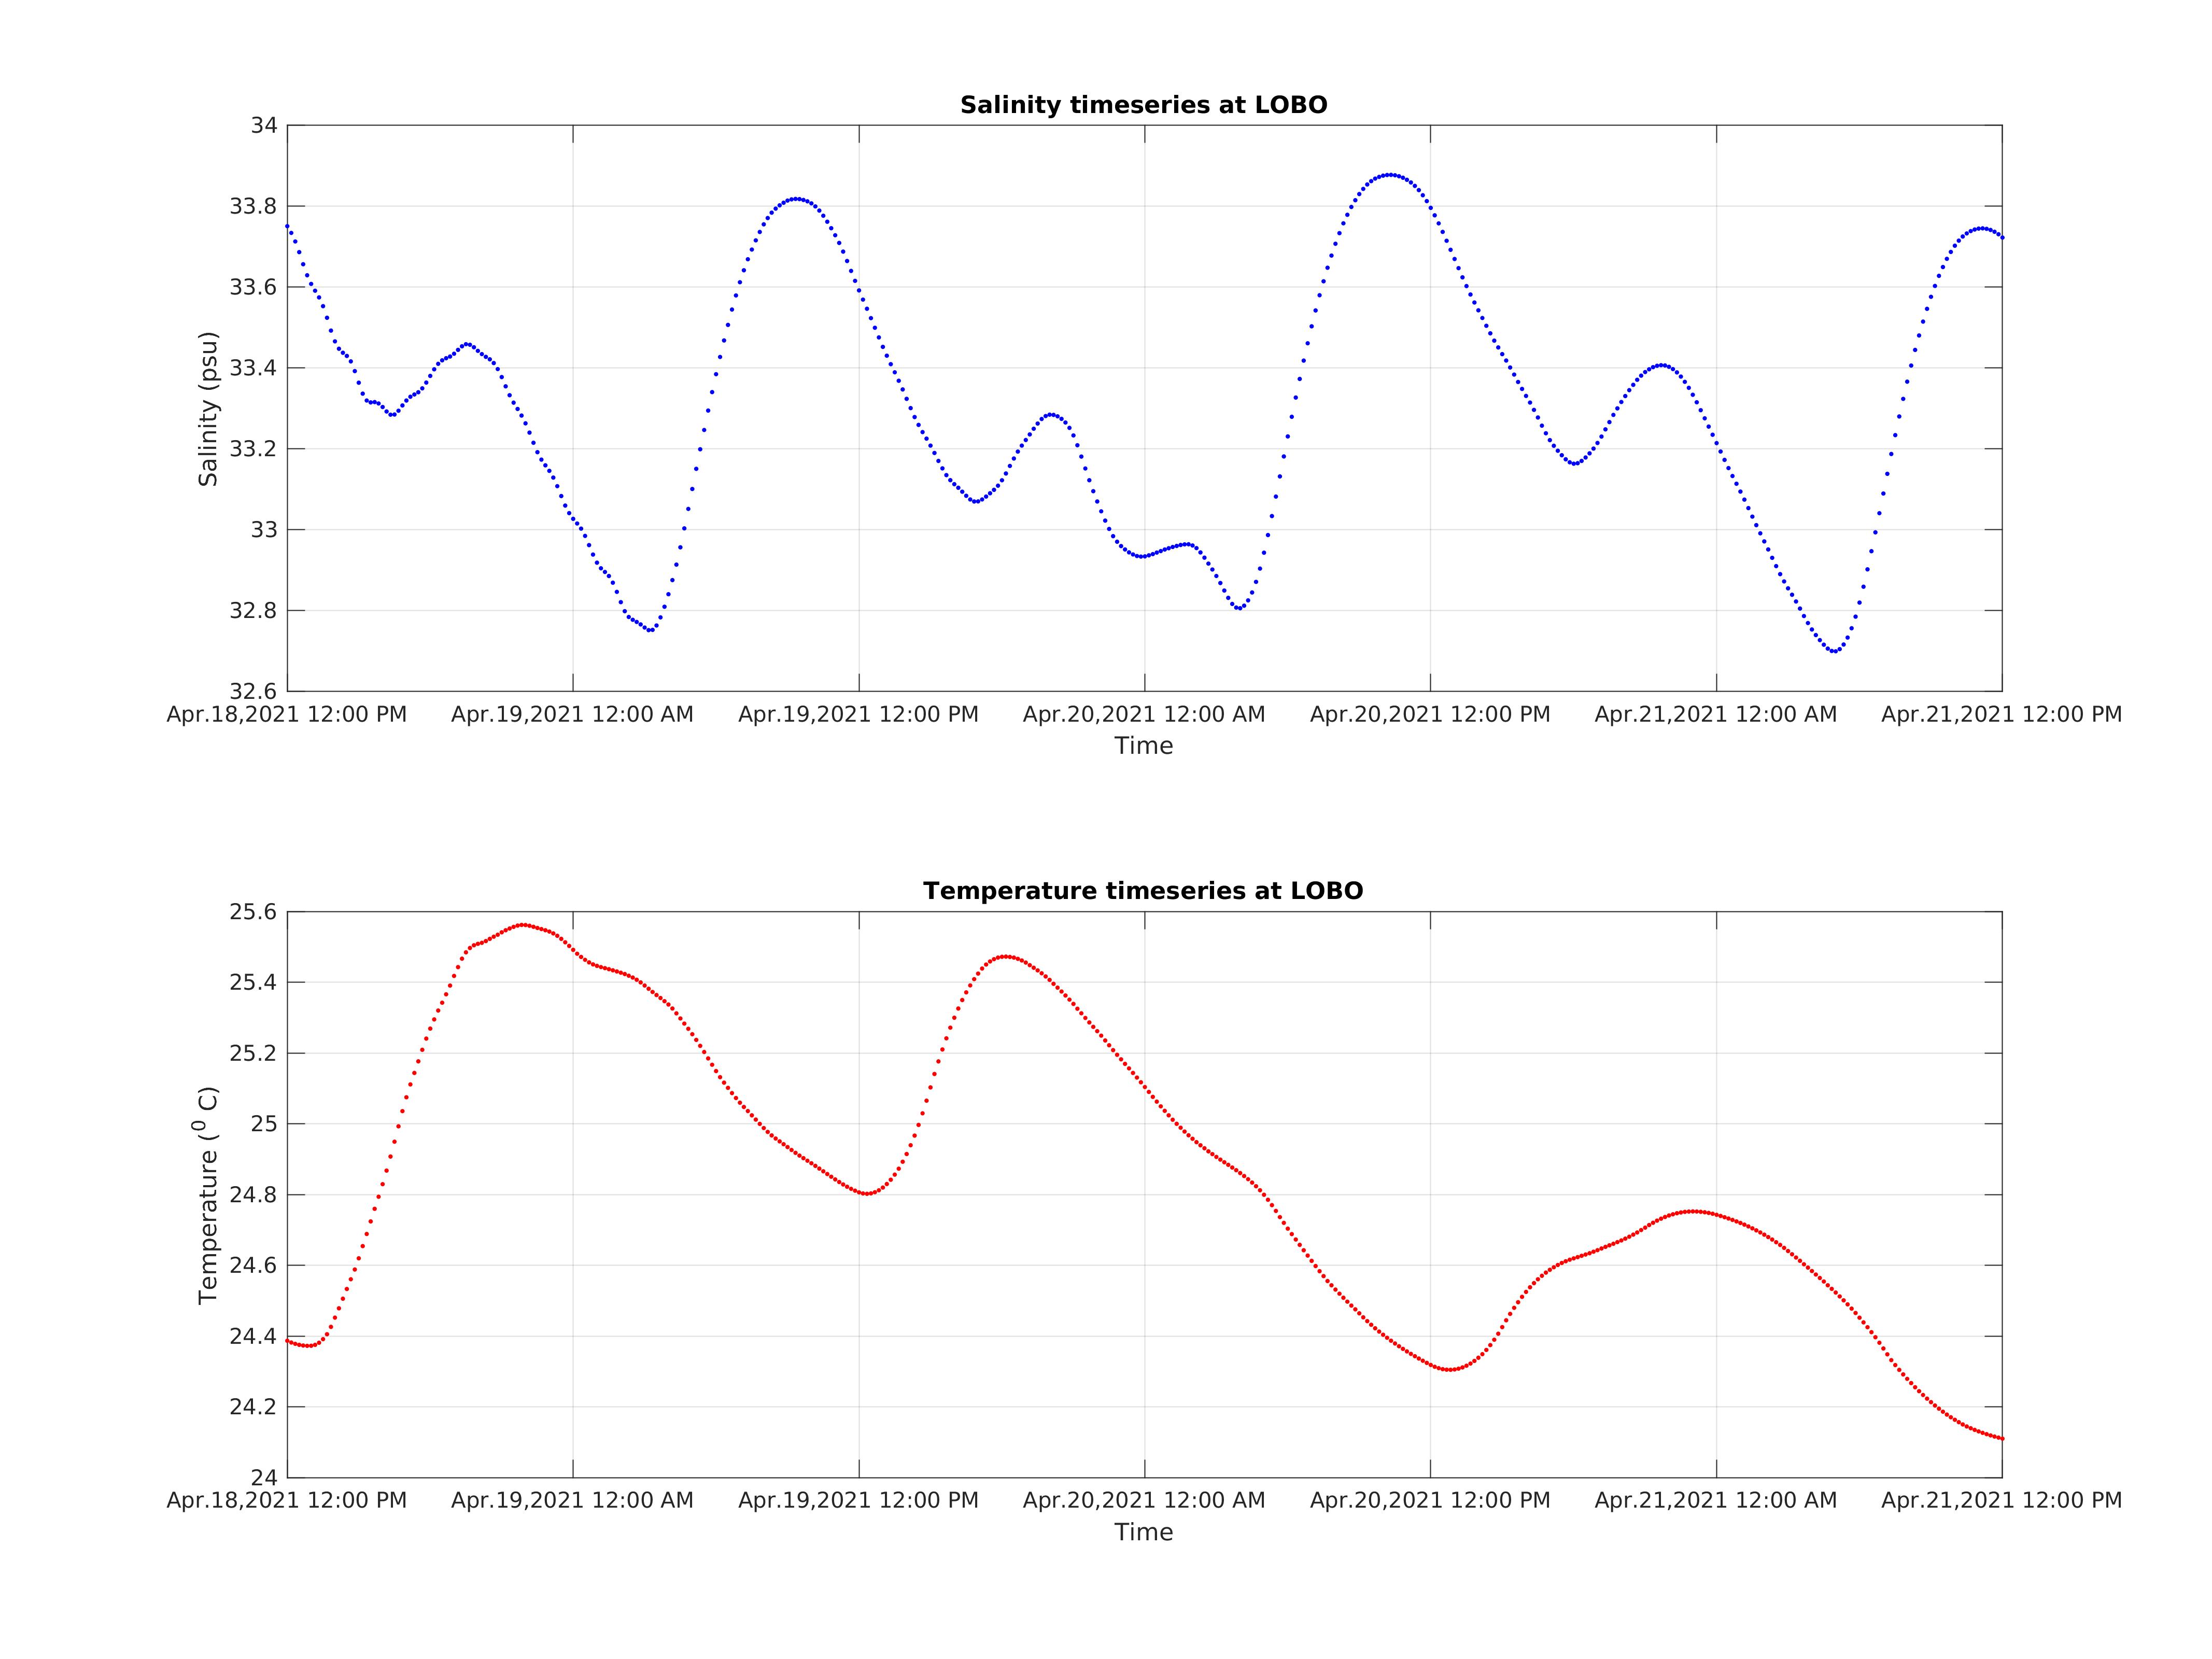 Salinity timeseries at LOBO
34
33.8
33.6
33.4
33.2
33
32.8
32.6
Salinity (psu)
Apr.18,2021 12:00 PM Apr.19,2021 12:00 AM Apr.19,2021 12:00 PM Apr.20,2021 12:00 AM Apr.20,2021 12:00 PM Apr.21,2021 12:00 AM Apr.21,2021 12:00 PM
Time
Temperature timeseries at LOBO
25.6
25.4
25.2
25
24.8
24.6
24.4
24.2
24
Temperature (⁰ C)
Apr.18,2021 12:00 PM Apr.19,2021 12:00 AM Apr.19,2021 12:00 PM Apr.20,2021 12:00 AM Apr.20,2021 12:00 PM Apr.21,2021 12:00 AM Apr.21,2021 12:00 PM
Time